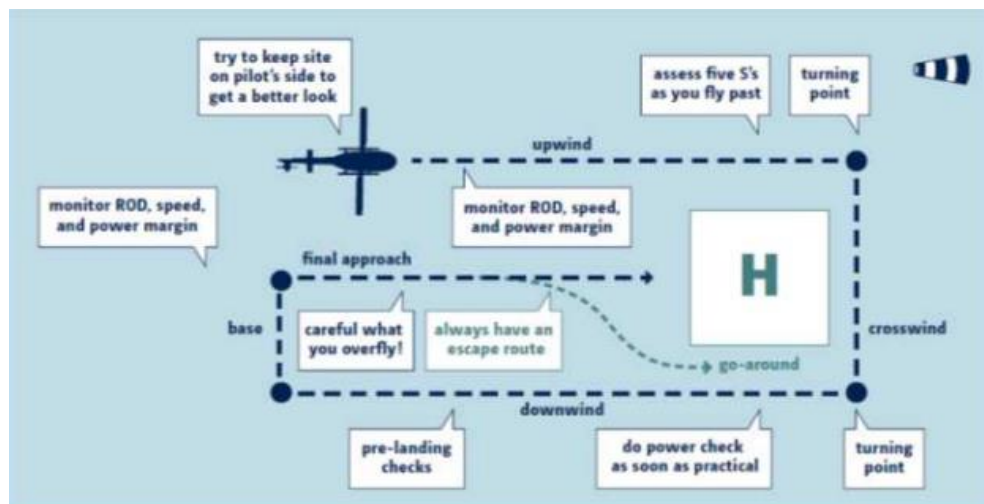 try to keep site
on pilot's side to
get a better look
assess five S's
as you fly past
turning
point
upwind
monitor ROD, speed,
and power margin
monitor ROD, speed,
and power margin
final approach
H
base
careful what
you overfly!
always have an
escape route
crosswind
go-around
downwind
pre-landing
checks
do power check
as soon as practical
turning
point